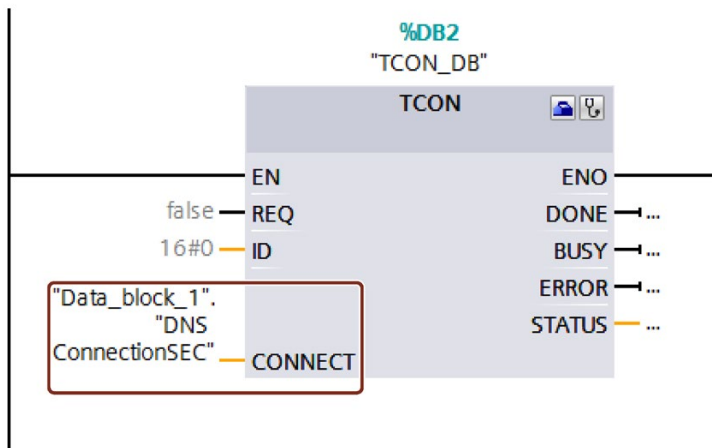 %DB2
"TCON_DB"
TCON
EN
ENO
false
REQ
DONE
...
16#0
ID
BUSY
...
ERROR
...
"Data_block_1".
"DNS
ConnectionSEC"
CONNECT
STATUS
...